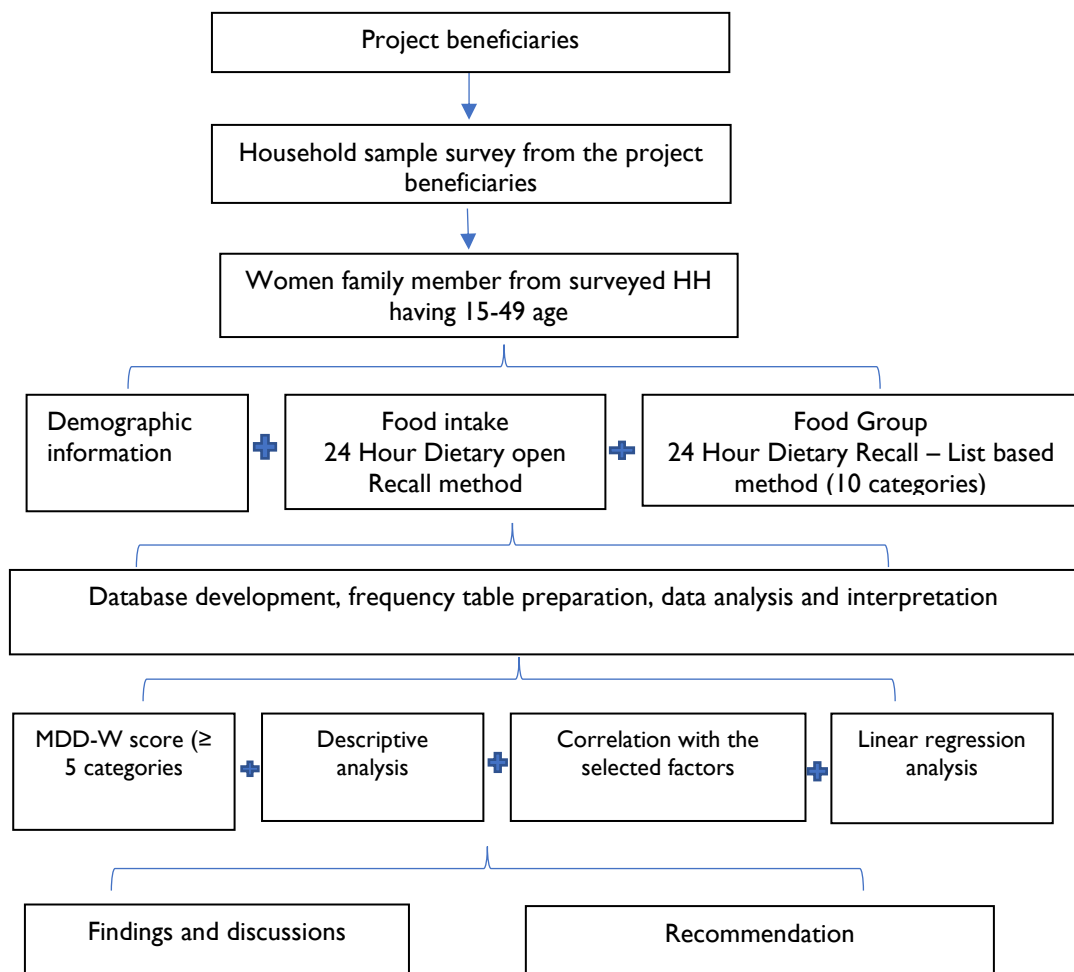 Project beneficiaries
Household sample survey from the project
beneficiaries
Women family member from surveyed HH
having 15-49 age
Demographic
information
Food intake
24 Hour Dietary open
Recall method
Food Group
24 Hour Dietary Recall – List based
method (10 categories)
Database development, frequency table preparation, data analysis and interpretation
MDD-W score (≥
5 categories
Descriptive
analysis
Correlation with the
selected factors
Linear regression
analysis
Findings and discussions
Recommendation